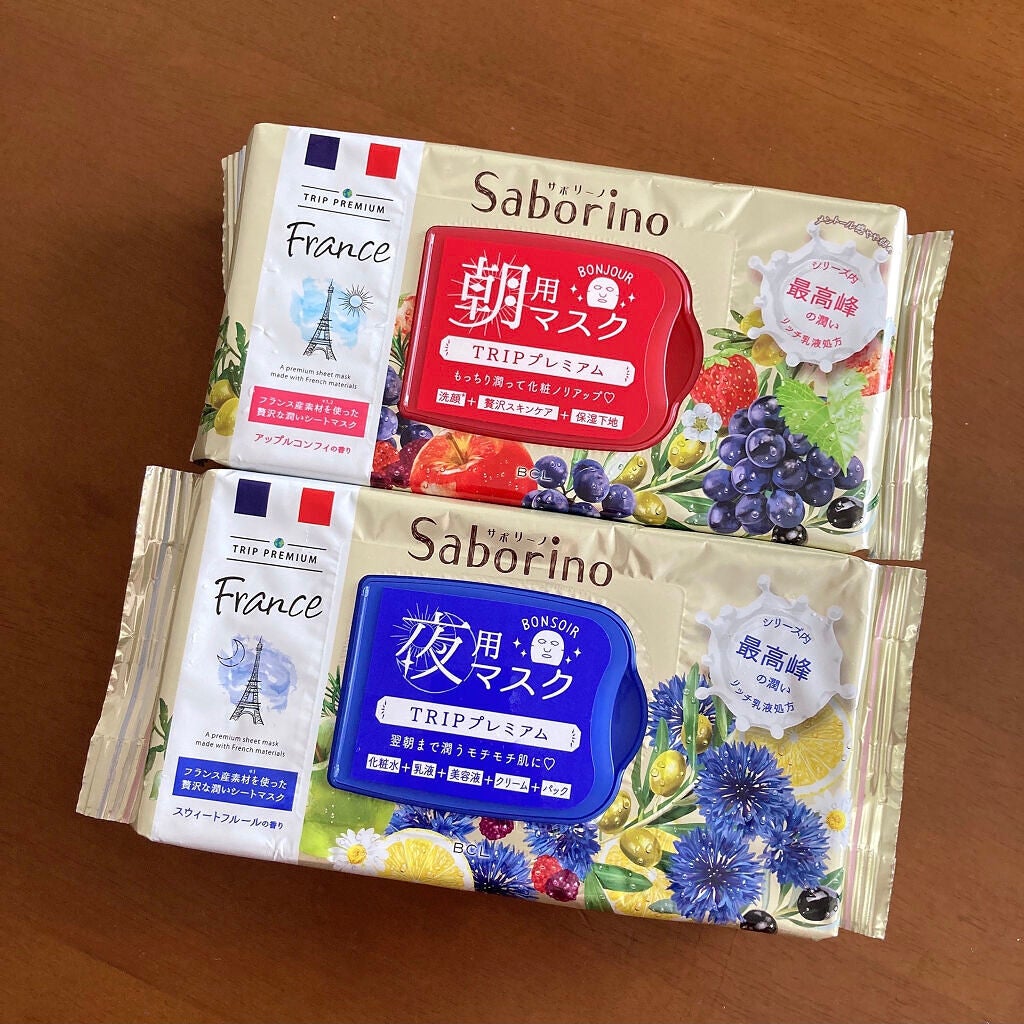 TRIP PREMIUM
France
A premium sheet mask
made with French materials
フランス産素材を使った
贅沢な潤いシートマスク
アップルコンフィの香り
サボリーノ
Saborino
朝用
マスク
BONJOUR
TRIPプレミアム
もっちり潤って化粧ノリアップ♡
洗顔+贅沢スキンケア+保湿下地
BCL
シリーズ内
最高峰
の潤い
リッチ乳液処方
TRIP PREMIUM
France
A premium sheet mask
made with French materials
フランス産素材を使った
贅沢な潤いシートマスク
スウィートフルールの香り
サボリーノ
Saborino
夜用
マスク
BONSOIR
TRIPプレミアム
翌朝まで潤うモチモチ肌に♡
化粧水+乳液+美容液+クリーム+パック
BCL
シリーズ内
最高峰
の潤い
リッチ乳液処方